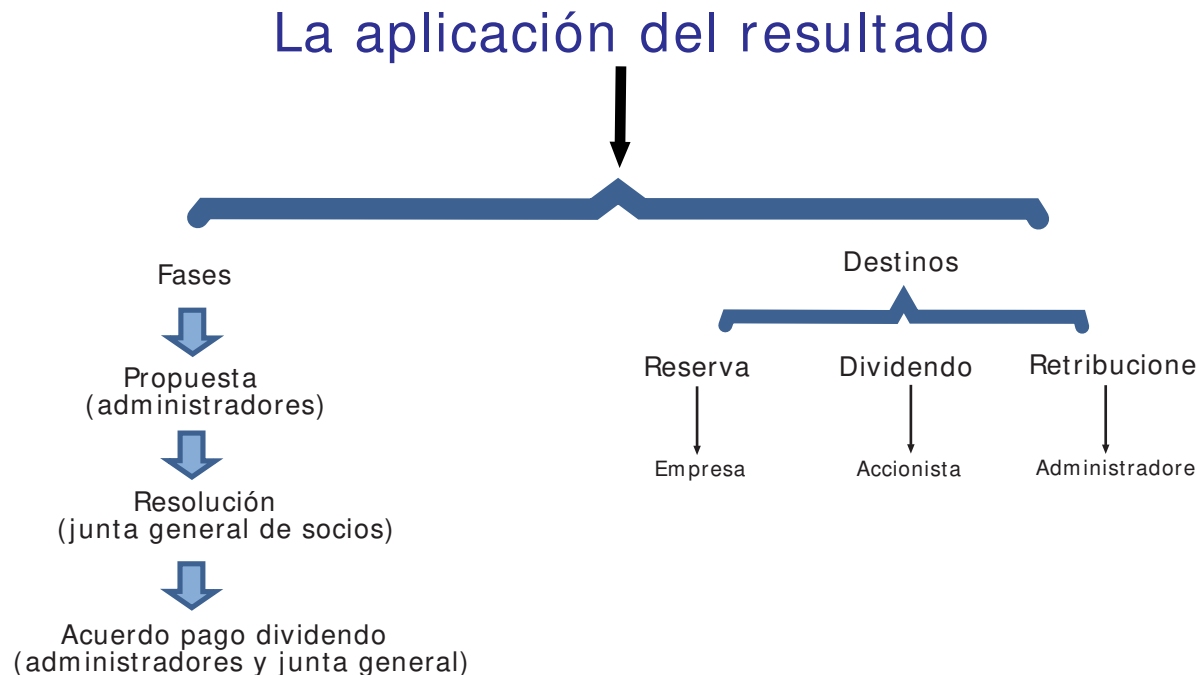 La aplicación del resultado
Fases
Propuesta
(administradores)
Resolución
(junta general de socios)
Acuerdo pago dividendo
(administradores y junta general)
Destinos
Reserva
Dividendo
Retribucione
Empresa
Accionista
Administradore